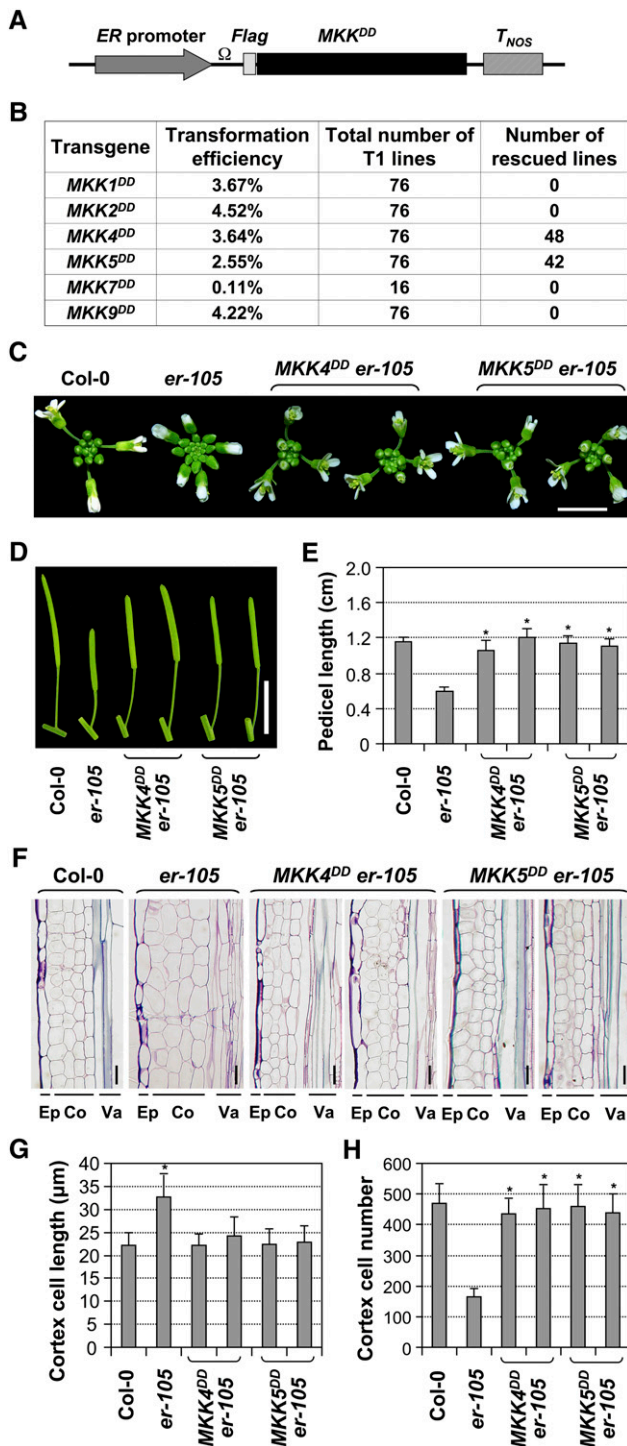 A
ER promoter Ω Flag MKK^DD T_NOS
B
Transgene Transformation efficiency Total number of T1 lines Number of rescued lines
MKK1^DD 3.67% 76 0
MKK2^DD 4.52% 76 0
MKK4^DD 3.64% 76 48
MKK5^DD 2.55% 76 42
MKK7^DD 0.11% 16 0
MKK9^DD 4.22% 76 0
C
Col-0 er-105 MKK4^DD er-105 MKK5^DD er-105
D
Col-0
er-105
MKK4^DD
er-105
MKK5^DD
er-105
E
Pedicel length (cm)
2.0
1.6
1.2
0.8
0.4
0
* * * *
Col-0
er-105
MKK4^DD
er-105
MKK5^DD
er-105
F
Col-0 er-105 MKK4^DD er-105 MKK5^DD er-105
Ep Co Va Ep Co Va Ep Co Va Ep Co Va Ep Co Va Ep Co Va
G
Cortex cell length (µm)
40
35
30
25
20
15
10
5
0
*
Col-0
er-105
MKK4^DD
er-105
MKK5^DD
er-105
H
Cortex cell number
600
500
400
300
200
100
0
* * * *
Col-0
er-105
MKK4^DD
er-105
MKK5^DD
er-105